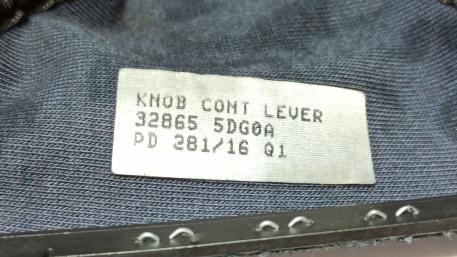 KNOB CONT LEVER
32865 5DG0A
PD 281/16 Q1